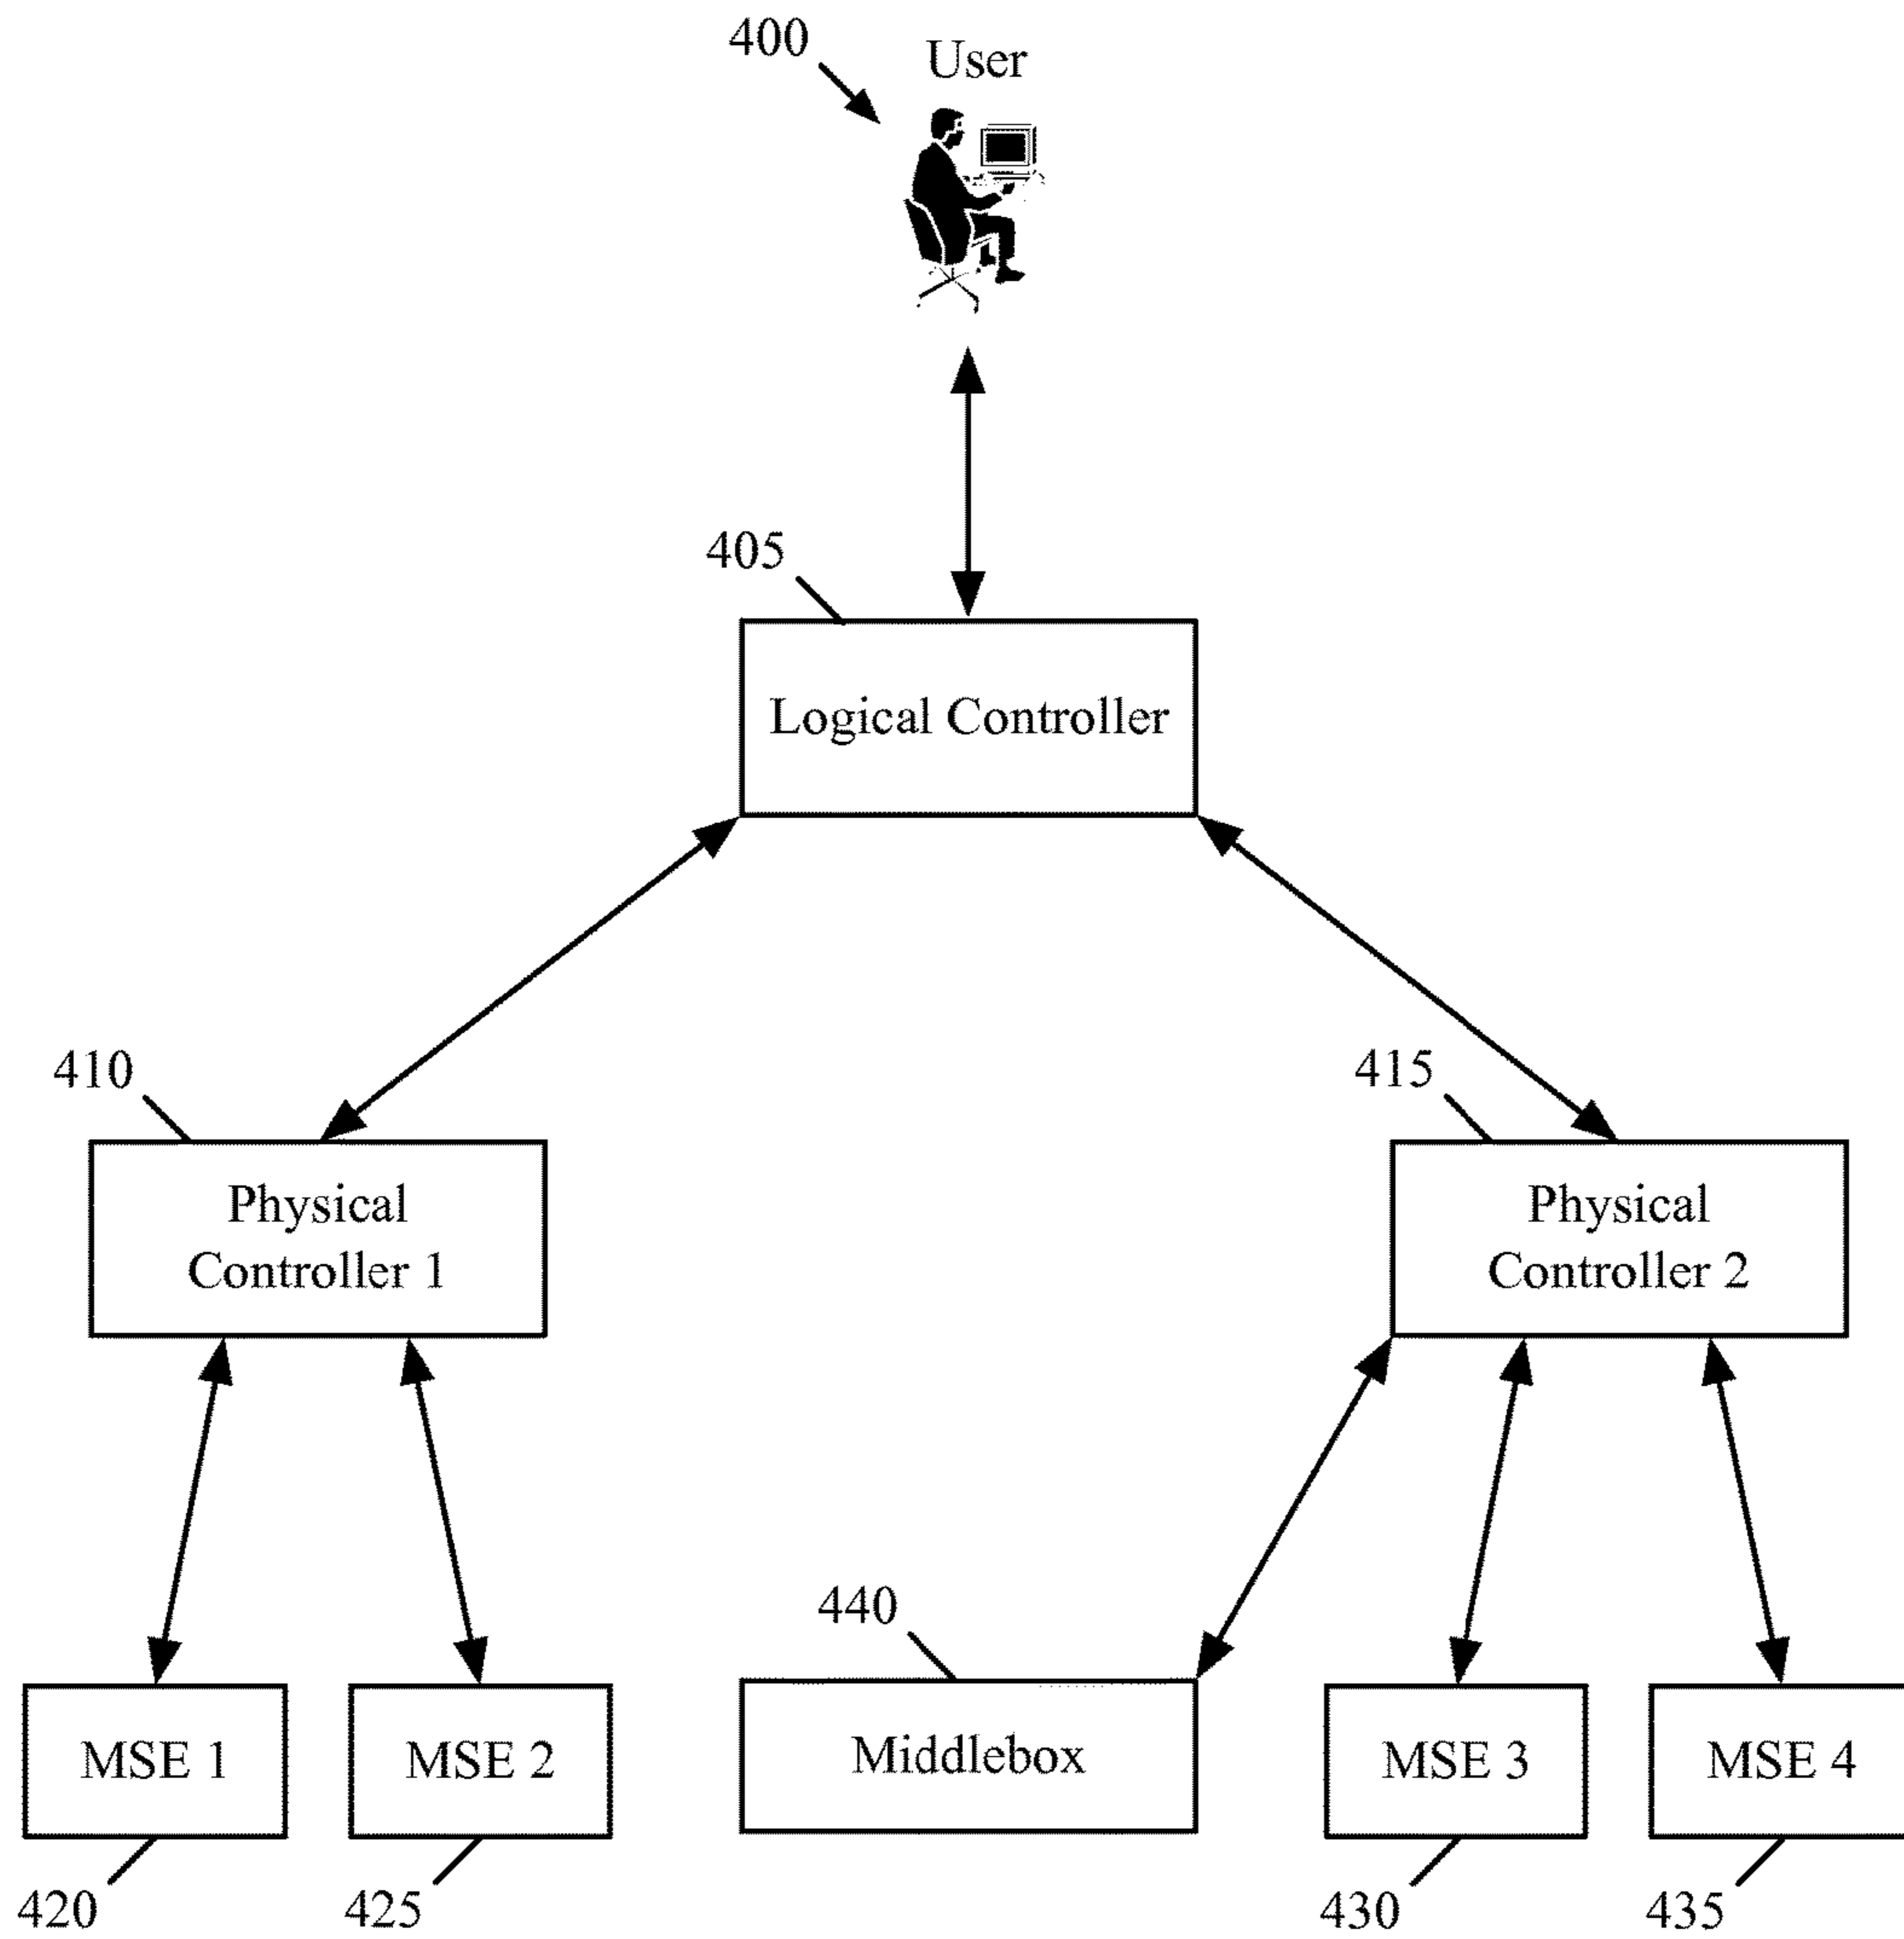 400
User
405
Logical Controller
410
415
Physical
Controller 1
Physical
Controller 2
440
MSE 1
MSE 2
Middlebox
MSE 3
MSE 4
420
425
430
435